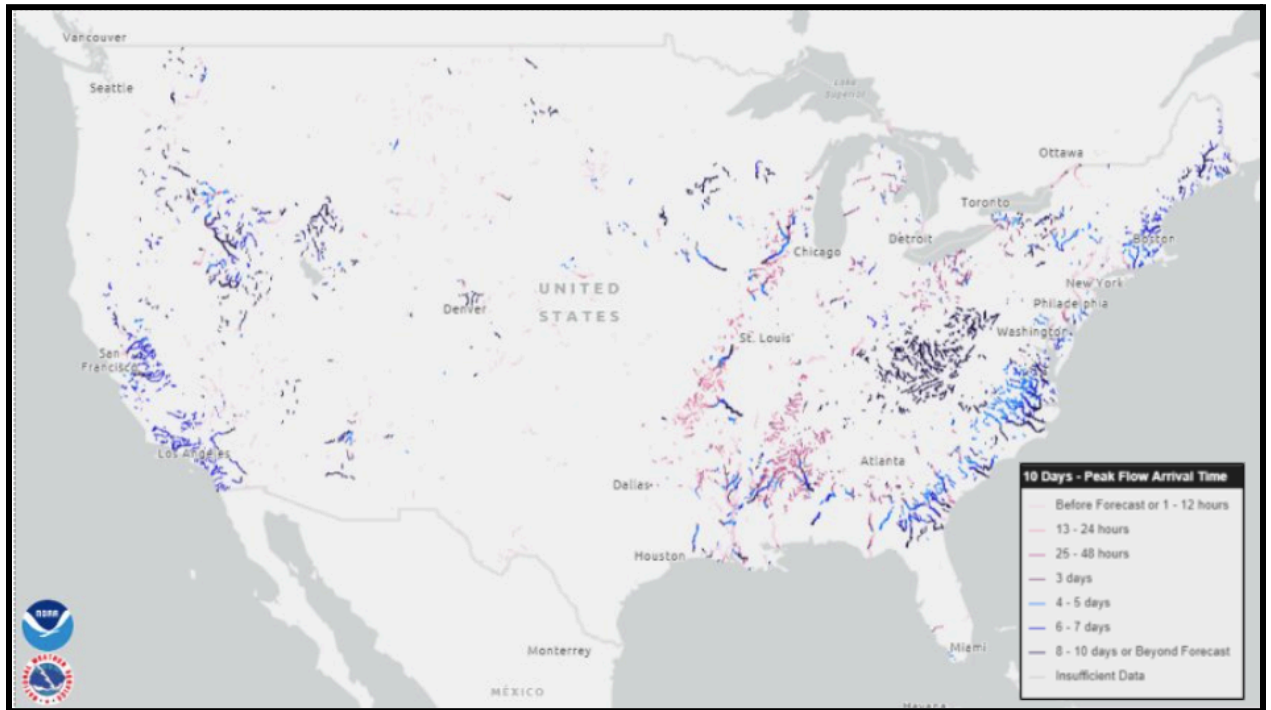 Vancouver
Seattle
Lake
Superior
Ottawa
Toronto
Boston
Detroit
Chicago
New York
UNITED
STATES
Denver
Philadelphia
Washington
St. Louis
San
Francisco
Los Angeles
Atlanta
Dallas
Houston
Miami
Monterrey
MÉXICO
Havana
10 Days - Peak Flow Arrival Time
Before Forecast or 1 - 12 hours
13 - 24 hours
25 - 48 hours
3 days
4 - 5 days
6 - 7 days
8 - 10 days or Beyond Forecast
Insufficient Data
NOAA